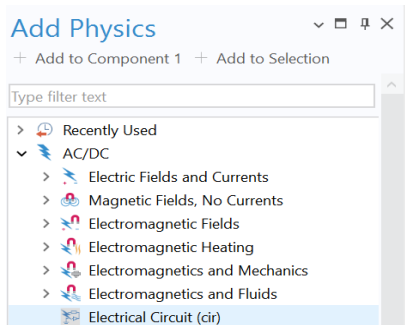 Add Physics
Add to Component 1 Add to Selection
Type filter text
Recently Used
AC/DC
Electric Fields and Currents
Magnetic Fields, No Currents
Electromagnetic Fields
Electromagnetic Heating
Electromagnetics and Mechanics
Electromagnetics and Fluids
Electrical Circuit (cir)